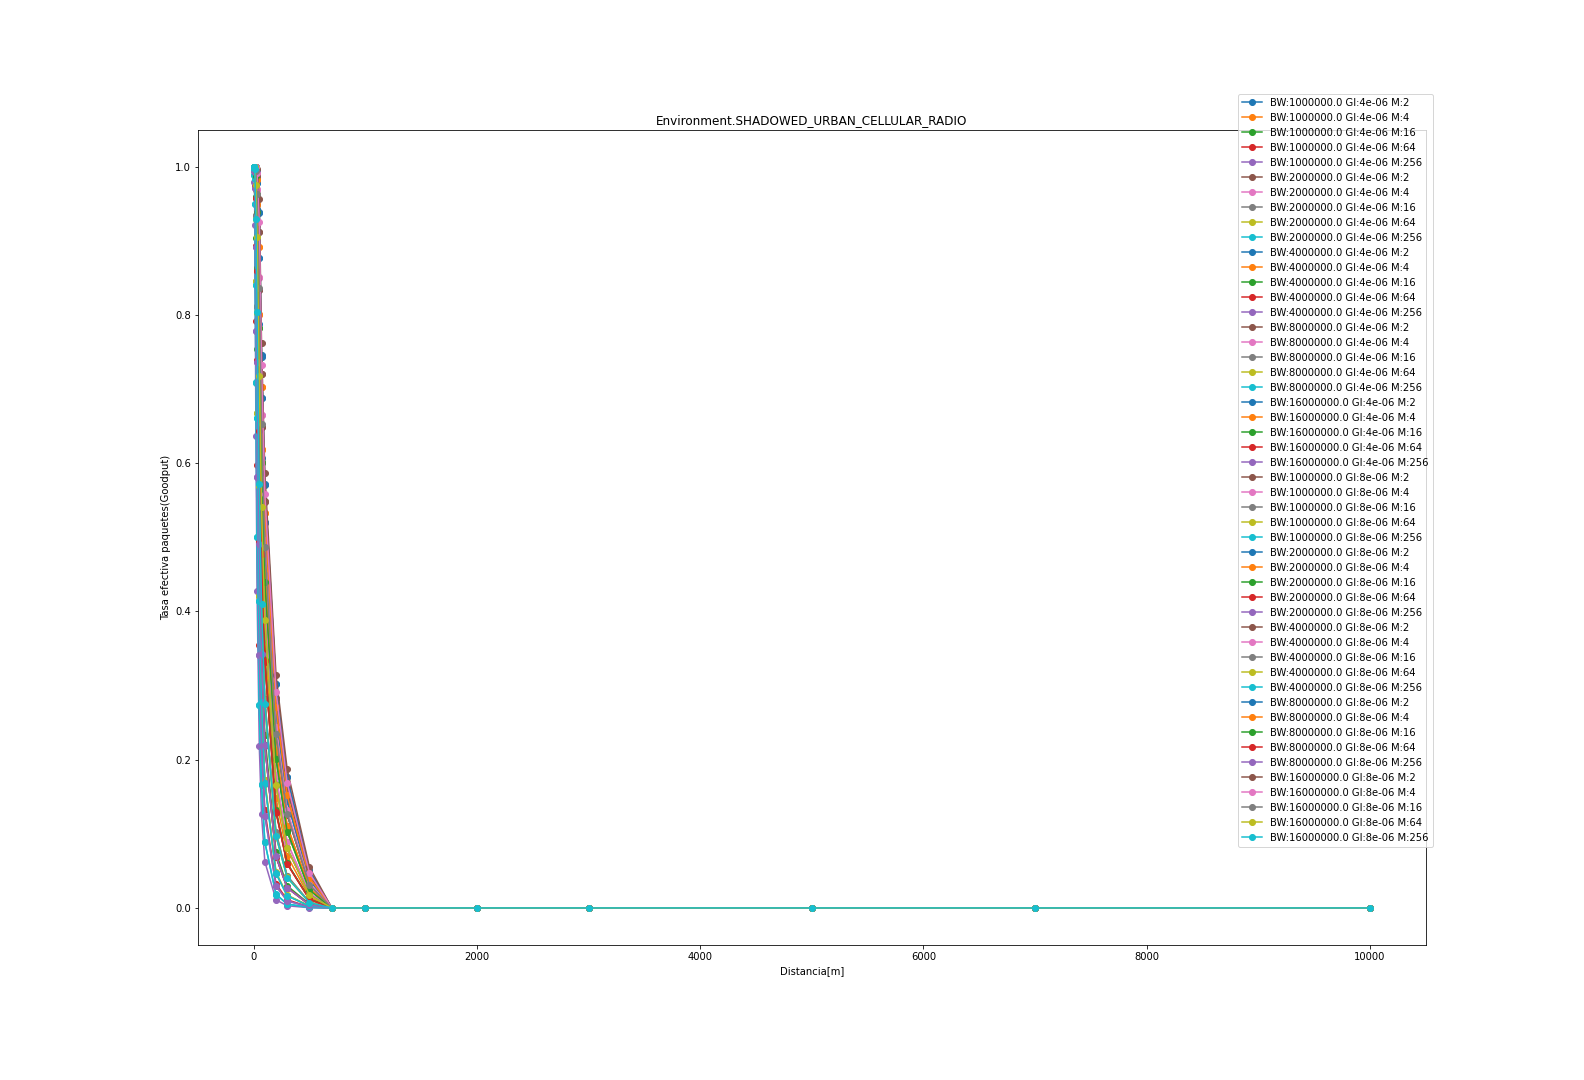 Environment.SHADOWED_URBAN_CELLULAR_RADIO
Tasa efectiva paquetes(Goodput)
1.0
0.8
0.6
0.4
0.2
0.0
0
2000
4000
6000
8000
10000
Distancia[m]
BW:1000000.0 GI:4e-06 M:2
BW:1000000.0 GI:4e-06 M:4
BW:1000000.0 GI:4e-06 M:16
BW:1000000.0 GI:4e-06 M:64
BW:1000000.0 GI:4e-06 M:256
BW:2000000.0 GI:4e-06 M:2
BW:2000000.0 GI:4e-06 M:4
BW:2000000.0 GI:4e-06 M:16
BW:2000000.0 GI:4e-06 M:64
BW:2000000.0 GI:4e-06 M:256
BW:4000000.0 GI:4e-06 M:2
BW:4000000.0 GI:4e-06 M:4
BW:4000000.0 GI:4e-06 M:16
BW:4000000.0 GI:4e-06 M:64
BW:4000000.0 GI:4e-06 M:256
BW:8000000.0 GI:4e-06 M:2
BW:8000000.0 GI:4e-06 M:4
BW:8000000.0 GI:4e-06 M:16
BW:8000000.0 GI:4e-06 M:64
BW:8000000.0 GI:4e-06 M:256
BW:16000000.0 GI:4e-06 M:2
BW:16000000.0 GI:4e-06 M:4
BW:16000000.0 GI:4e-06 M:16
BW:16000000.0 GI:4e-06 M:64
BW:16000000.0 GI:4e-06 M:256
BW:1000000.0 GI:8e-06 M:2
BW:1000000.0 GI:8e-06 M:4
BW:1000000.0 GI:8e-06 M:16
BW:1000000.0 GI:8e-06 M:64
BW:1000000.0 GI:8e-06 M:256
BW:2000000.0 GI:8e-06 M:2
BW:2000000.0 GI:8e-06 M:4
BW:2000000.0 GI:8e-06 M:16
BW:2000000.0 GI:8e-06 M:64
BW:2000000.0 GI:8e-06 M:256
BW:4000000.0 GI:8e-06 M:2
BW:4000000.0 GI:8e-06 M:4
BW:4000000.0 GI:8e-06 M:16
BW:4000000.0 GI:8e-06 M:64
BW:4000000.0 GI:8e-06 M:256
BW:8000000.0 GI:8e-06 M:2
BW:8000000.0 GI:8e-06 M:4
BW:8000000.0 GI:8e-06 M:16
BW:8000000.0 GI:8e-06 M:64
BW:8000000.0 GI:8e-06 M:256
BW:16000000.0 GI:8e-06 M:2
BW:16000000.0 GI:8e-06 M:4
BW:16000000.0 GI:8e-06 M:16
BW:16000000.0 GI:8e-06 M:64
BW:16000000.0 GI:8e-06 M:256